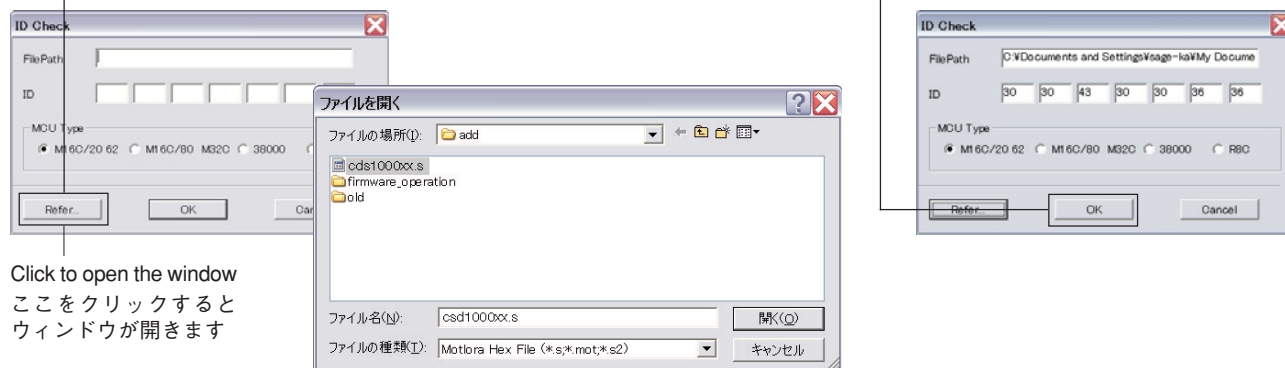 ID Check
FilePath
ID
MCU Type
M16C/20 62 M16C/80 M32C 38000
Refer...
OK
Click to open the window
ここをクリックすると
ウィンドウが開きます
ファイルを開く
ファイルの場所(I):
add
cds1000xx.s
firmware_operation
old
ファイル名(N):
csd1000xx.s
開く(O)
ファイルの種類(T):
Motlora Hex File (*.s;*.mot;*.s2)
キャンセル
ID Check
FilePath
C:¥Documents and Settings¥sage-ka¥My Docume
ID
30 30 43 30 30 36 36
MCU Type
M16C/20 62 M16C/80 M32C 38000 R8C
Refer...
OK
Cancel